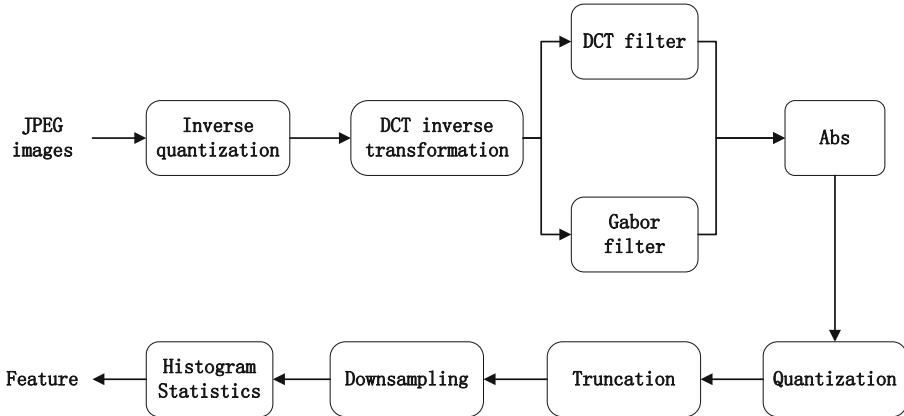 JPEG
images
Inverse
quantization
DCT inverse
transformation
DCT filter
Gabor
filter
Abs
Quantization
Truncation
Downsampling
Histogram
Statistics
Feature